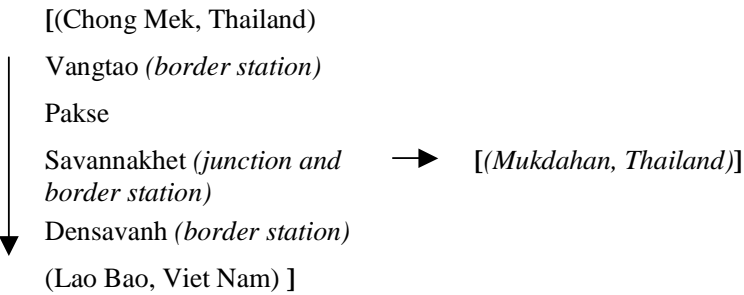 [(Chong Mek, Thailand)
Vangtao (border station)
Pakse
Savannakhet (junction and
border station)
[(Mukdahan, Thailand)]
Densavanh (border station)
(Lao Bao, Viet Nam) ]